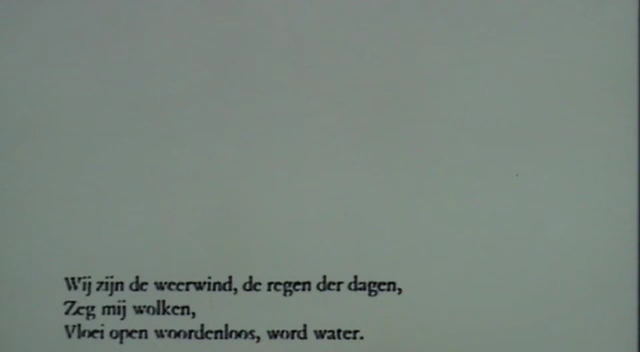 Wij zijn de weerwind, de regen der dagen,
Zeg mij wolken,
Vloei open woordenloos, word water.